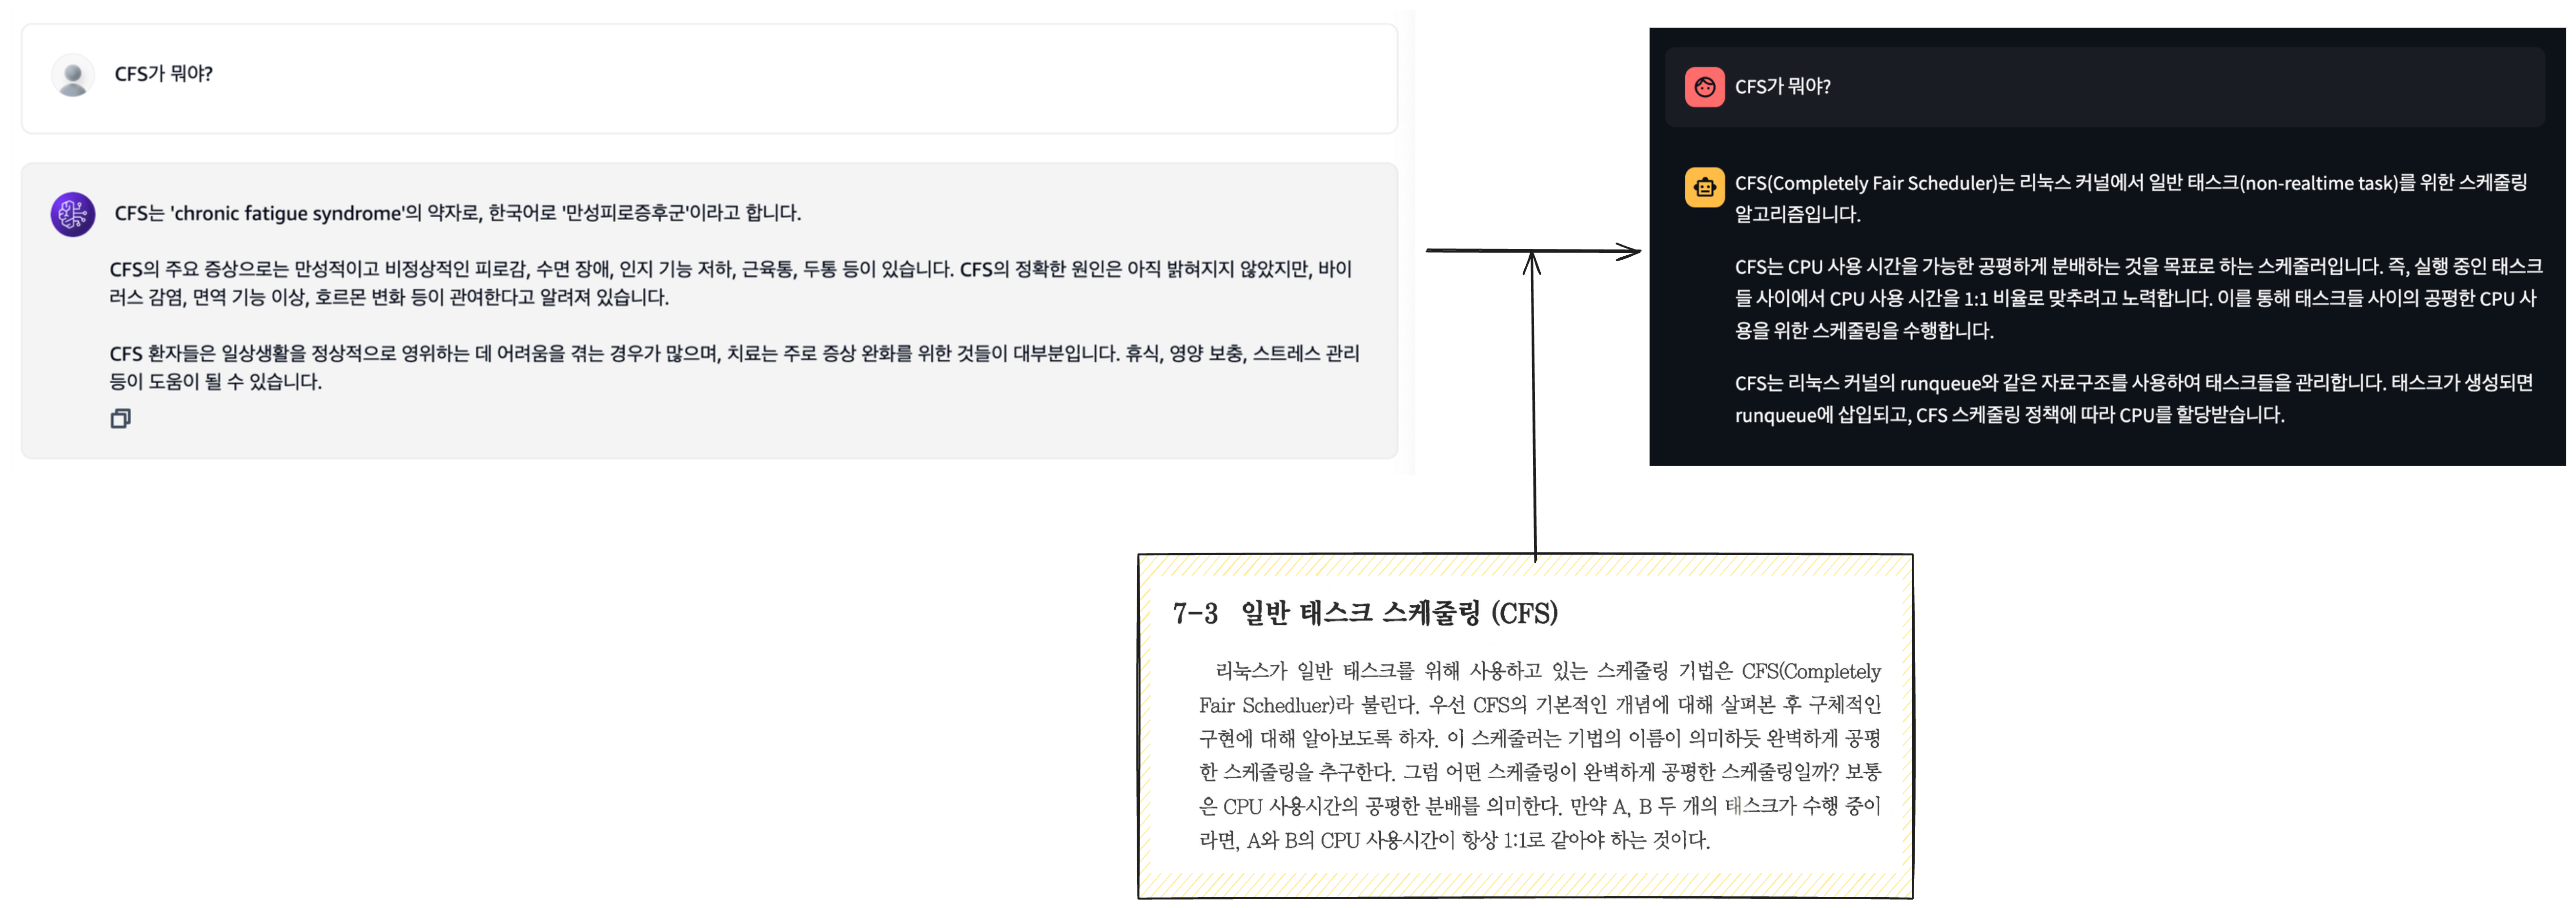 CFS가 뭐야?
CFS는 'chronic fatigue syndrome'의 약자로, 한국어로 '만성피로증후군'이라고 합니다.
CFS의 주요 증상으로는 만성적이고 비정상적인 피로감, 수면 장애, 인지 기능 저하, 근육통, 두통 등이 있습니다. CFS의 정확한 원인은 아직 밝혀지지 않았지만, 바이
러스 감염, 면역 기능 이상, 호르몬 변화 등이 관여한다고 알려져 있습니다.
CFS 환자들은 일상생활을 정상적으로 영위하는 데 어려움을 겪는 경우가 많으며, 치료는 주로 증상 완화를 위한 것들이 대부분입니다. 휴식, 영양 보충, 스트레스 관리
등이 도움이 될 수 있습니다.
CFS가 뭐야?
CFS(Completely Fair Scheduler)는 리눅스 커널에서 일반 태스크(non-realtime task)를 위한 스케줄링
알고리즘입니다.
CFS는 CPU 사용 시간을 가능한 공평하게 분배하는 것을 목표로 하는 스케줄러입니다. 즉, 실행 중인 태스크
들 사이에서 CPU 사용 시간을 1:1 비율로 맞추려고 노력합니다. 이를 통해 태스크들 사이의 공평한 CPU 사
용을 위한 스케줄링을 수행합니다.
CFS는 리눅스 커널의 runqueue와 같은 자료구조를 사용하여 태스크들을 관리합니다. 태스크가 생성되면
runqueue에 삽입되고, CFS 스케줄링 정책에 따라 CPU를 할당받습니다.
7-3 일반 태스크 스케줄링 (CFS)
리눅스가 일반 태스크를 위해 사용하고 있는 스케줄링 기법은 CFS(Completely
Fair Schedluer)라 불린다. 우선 CFS의 기본적인 개념에 대해 살펴본 후 구체적인
구현에 대해 알아보도록 하자. 이 스케줄러는 기법의 이름이 의미하듯 완벽하게 공평
한 스케줄링을 추구한다. 그럼 어떤 스케줄링이 완벽하게 공평한 스케줄링일까? 보통
은 CPU 사용시간의 공평한 분배를 의미한다. 만약 A, B 두 개의 태스크가 수행 중이
라면, A와 B의 CPU 사용시간이 항상 1:1로 같아야 하는 것이다.